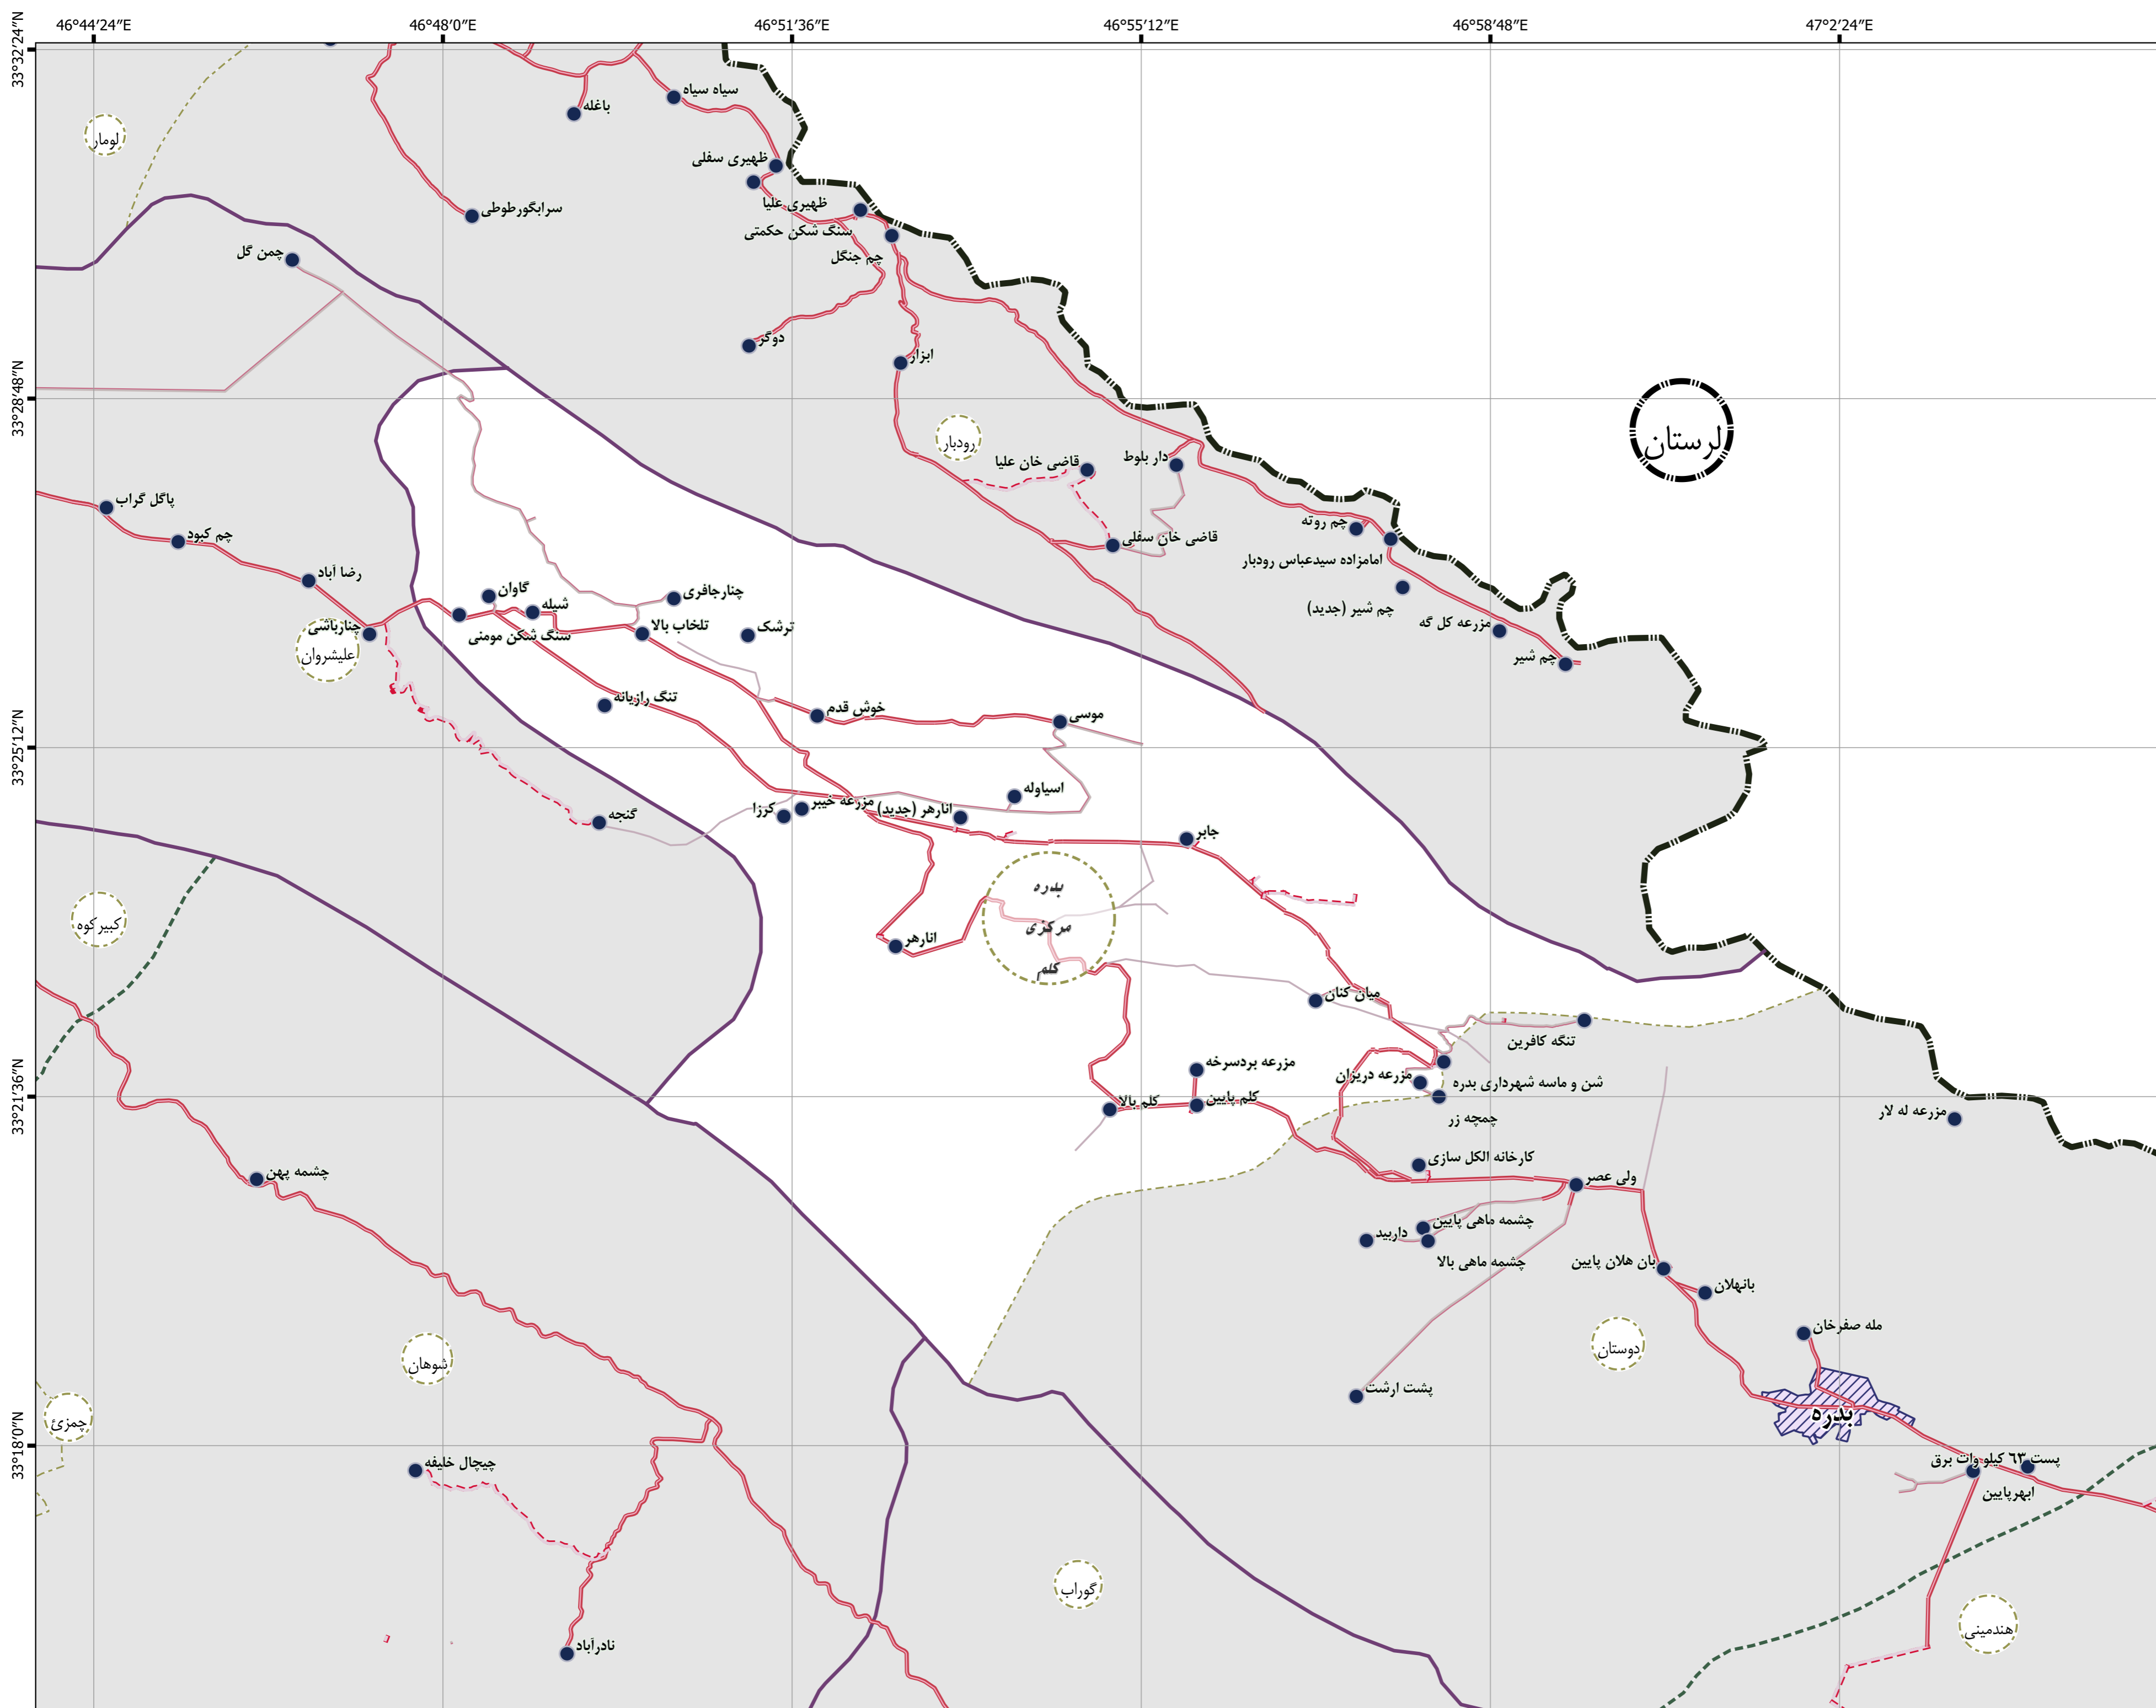 46°44'24"E
46°48'0"E
46°51'36"E
46°55'12"E
46°58'48"E
47°2'24"E
33°32'24"N
33°28'48"N
33°25'12"N
33°21'36"N
33°18'0"N
سیاه سیاه
باغله
لومار
ظهیری سفلی
ظهیری علیا
سرابگورطوطی
سنگ شکن حکمتی
چمن گل
چم جنگل
دوگر
ابزار
لرستان
رودبار
دار بلوط
قاضی خان علیا
پاگل گراب
چم روته
چم کبود
قاضی خان سفلی
امامزاده سیدعباس رودبار
رضا آباد
گاوان
چنارجافری
شیله
چم شیر (جدید)
مزرعه کل گه
چنارباشی
سنگ شکن مومنی
تلخاب بالا
ترشک
علیشروان
چم شیر
تنگ رازیانه
خوش قدم
موسی
اسیاوله
مزرعه خیبر
کرزا
انارهر (جدید)
گنجه
جابر
بدره
مرکزی
کلم
کبیرکوه
انارهر
میان کنان
تنگه کافرین
مزرعه بردسرخه
مزرعه دریزان
شن و ماسه شهرداری بدره
کلم بالا
کلم پایین
چمچه زر
مزرعه له لار
کارخانه الکل سازی
چشمه پهن
ولی عصر
چشمه ماهی پایین
داربید
چشمه ماهی بالا
بان هلان پایین
بانهلان
مله صفرخان
دوستان
شوهان
پشت ارشت
چمزئ
بدره
چیچال خلیفه
پست ٦٣ کیلو وات برق
ابهرپایین
گوراب
هندمینی
نادرآباد